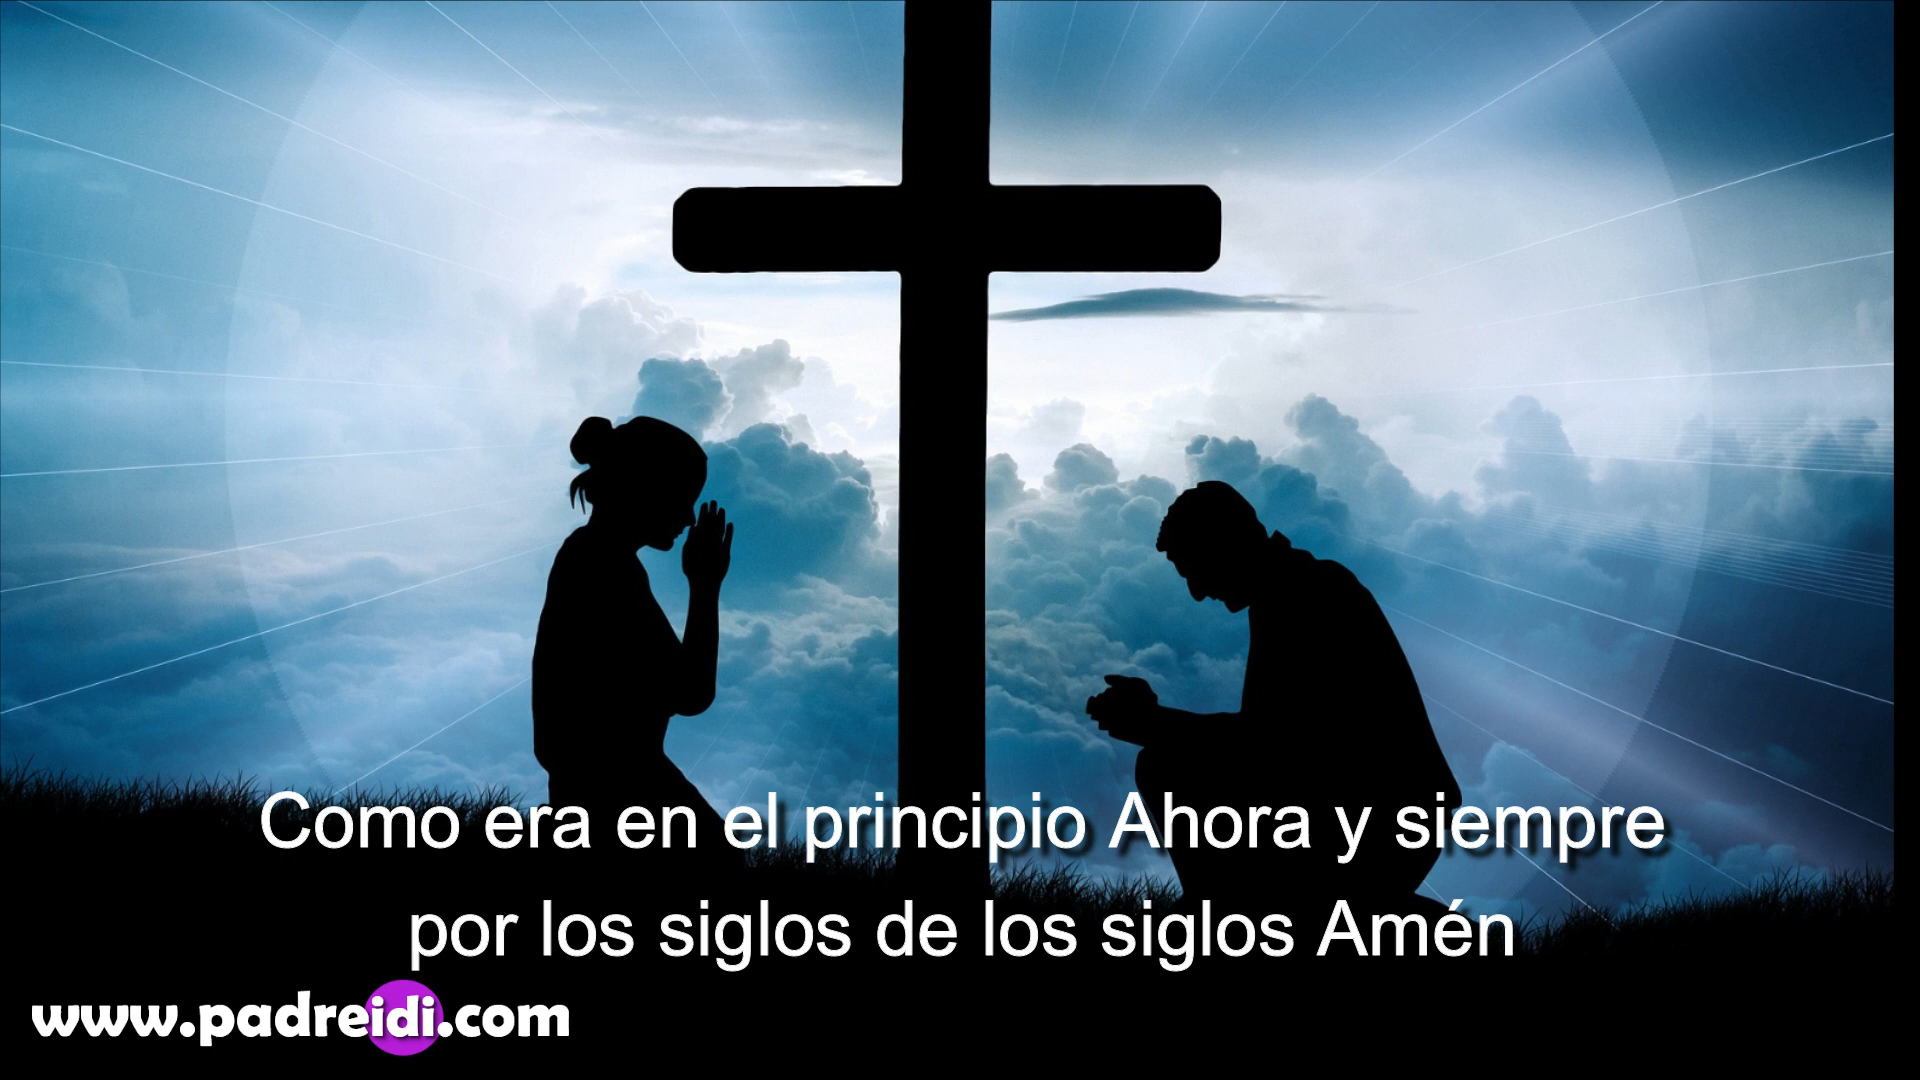 Como era en el principio Ahora y siempre
por los siglos de los siglos Amén
www.padreidi.com